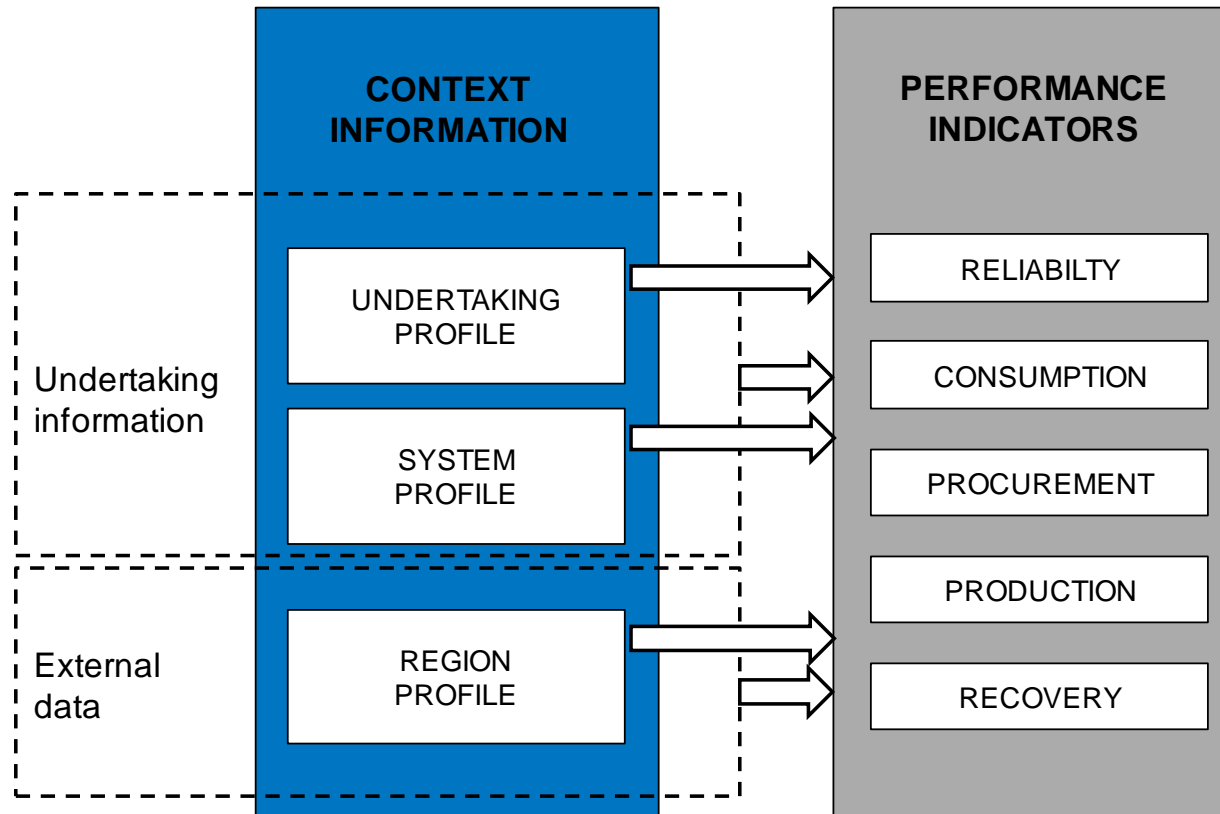 CONTEXT
INFORMATION
PERFORMANCE
INDICATORS
Undertaking
information
UNDERTAKING
PROFILE
SYSTEM
PROFILE
External
data
REGION
PROFILE
RELIABILTY
CONSUMPTION
PROCUREMENT
PRODUCTION
RECOVERY